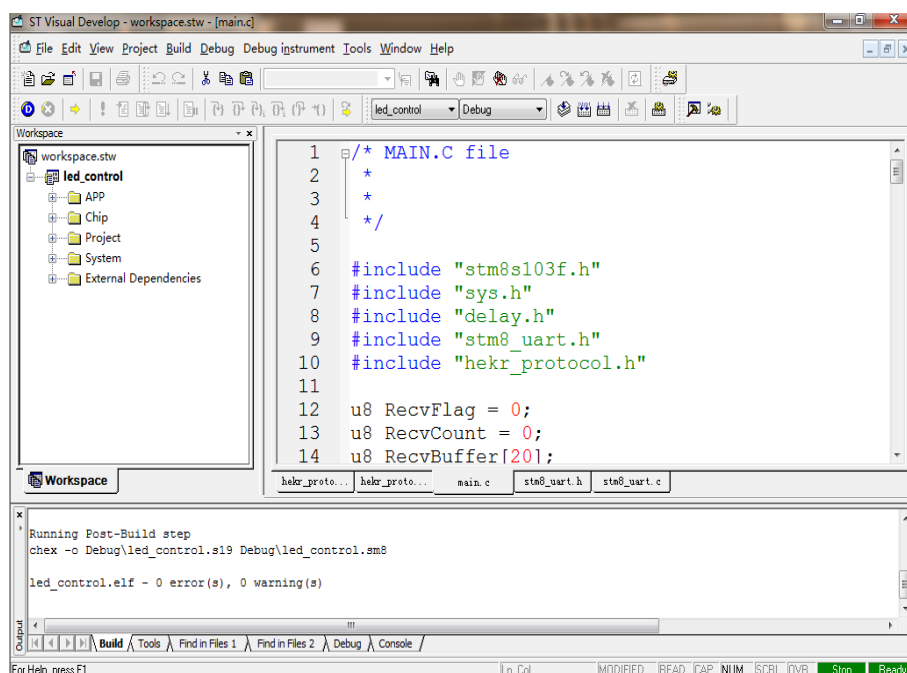 ST Visual Develop - workspace.stw - [main.c]
File Edit View Project Build Debug Debug instrument Tools Window Help
led_control Debug
Workspace
workspace.stw
led_control
APP
Chip
Project
System
External Dependencies
Workspace
1 /* MAIN.C file
2 *
3 *
4 */
5
6 #include "stm8s103f.h"
7 #include "sys.h"
8 #include "delay.h"
9 #include "stm8_uart.h"
10 #include "hekr_protocol.h"
11
12 u8 RecvFlag = 0;
13 u8 RecvCount = 0;
14 u8 RecvBuffer[20];
hekr_proto... hekr_proto... main.c stm8_uart.h stm8_uart.c
Running Post-Build step
chex -o Debug\led_control.s19 Debug\led_control.sm8
led_control.elf - 0 error(s), 0 warning(s)
Output
Build Tools Find in Files 1 Find in Files 2 Debug Console
For Help, press F1 Ln, Col MODIFIED READ CAP NUM SCRL OVR Stop Ready